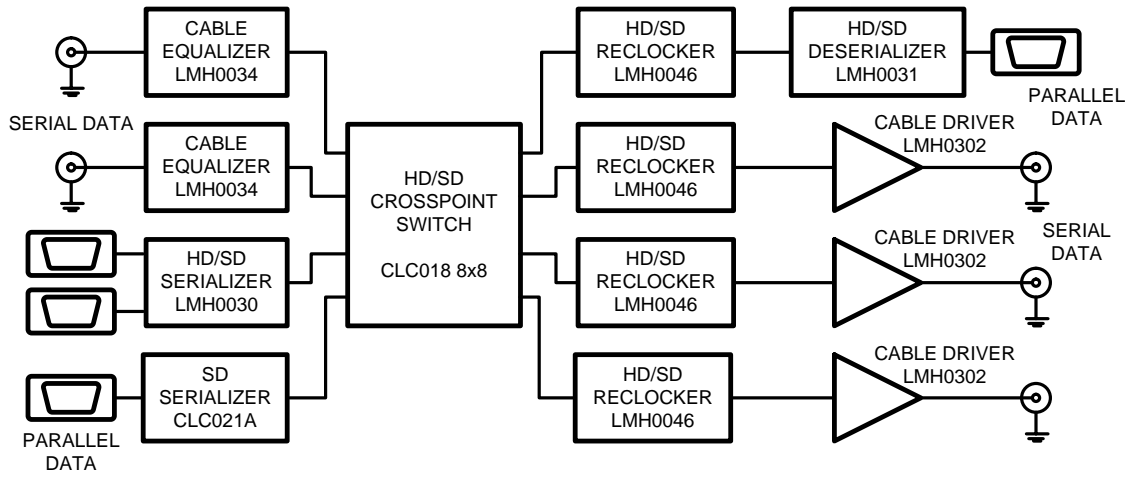 CABLE
EQUALIZER
LMH0034
HD/SD
RECLOCKER
LMH0046
HD/SD
DESERIALIZER
LMH0031
SERIAL DATA
PARALLEL
DATA
CABLE
EQUALIZER
LMH0034
HD/SD
CROSSPOINT
SWITCH
CLC018 8x8
HD/SD
RECLOCKER
LMH0046
CABLE DRIVER
LMH0302
SERIAL
DATA
HD/SD
SERIALIZER
LMH0030
HD/SD
RECLOCKER
LMH0046
CABLE DRIVER
LMH0302
SD
SERIALIZER
CLC021A
HD/SD
RECLOCKER
LMH0046
CABLE DRIVER
LMH0302
PARALLEL
DATA